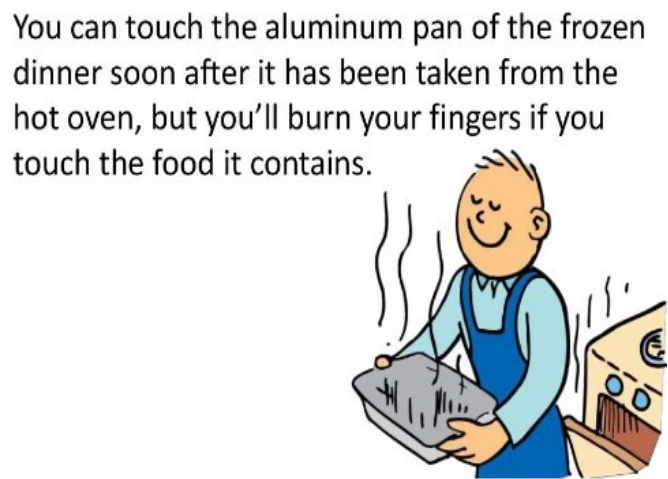 You can touch the aluminum pan of the frozen
dinner soon after it has been taken from the
hot oven, but you’ll burn your fingers if you
touch the food it contains.